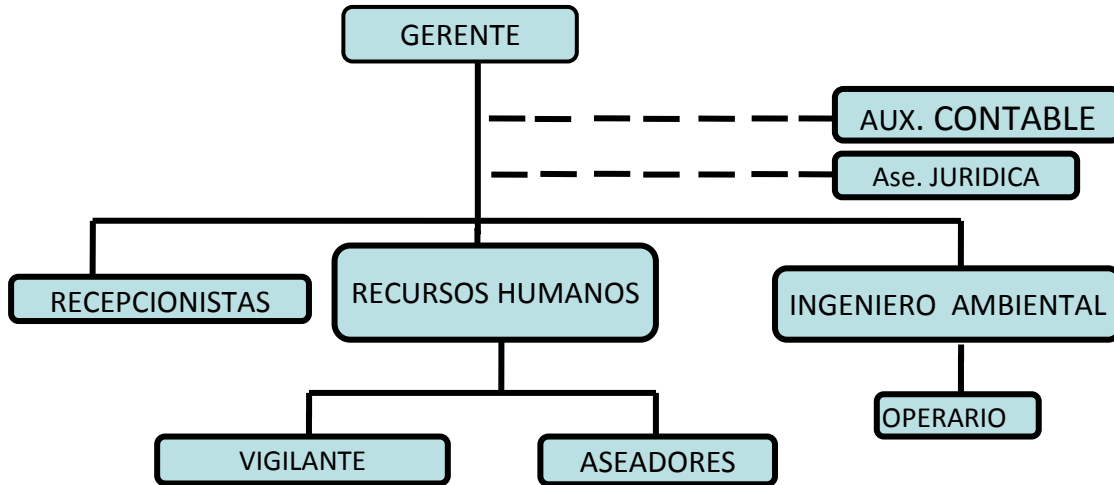 GERENTE
AUX. CONTABLE
Ase. JURIDICA
RECEPCIONISTAS
RECURSOS HUMANOS
INGENIERO AMBIENTAL
OPERARIO
VIGILANTE
ASEADORES